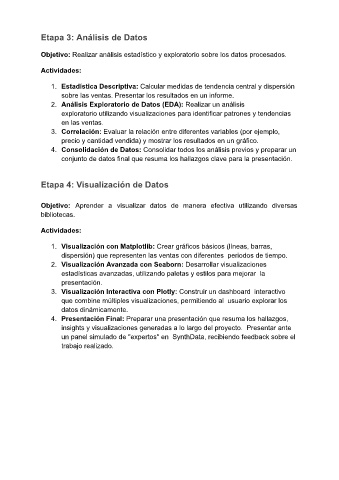 Etapa 3: Análisis de Datos
Objetivo: Realizar análisis estadístico y exploratorio sobre los datos procesados.
Actividades:
1. Estadística Descriptiva: Calcular medidas de tendencia central y dispersión
sobre las ventas. Presentar los resultados en un informe.
2. Análisis Exploratorio de Datos (EDA): Realizar un análisis
exploratorio utilizando visualizaciones para identificar patrones y tendencias
en las ventas.
3. Correlación: Evaluar la relación entre diferentes variables (por ejemplo,
precio y cantidad vendida) y mostrar los resultados en un gráfico.
4. Consolidación de Datos: Consolidar todos los análisis previos y preparar un
conjunto de datos final que resuma los hallazgos clave para la presentación.
Etapa 4: Visualización de Datos
Objetivo: Aprender a visualizar datos de manera efectiva utilizando diversas
bibliotecas.
Actividades:
1. Visualización con Matplotlib: Crear gráficos básicos (líneas, barras,
dispersión) que representen las ventas con diferentes periodos de tiempo.
2. Visualización Avanzada con Seaborn: Desarrollar visualizaciones
estadísticas avanzadas, utilizando paletas y estilos para mejorar la
presentación.
3. Visualización Interactiva con Plotly: Construir un dashboard interactivo
que combine múltiples visualizaciones, permitiendo al usuario explorar los
datos dinámicamente.
4. Presentación Final: Preparar una presentación que resuma los hallazgos,
insights y visualizaciones generadas a lo largo del proyecto. Presentar ante
un panel simulado de "expertos" en SynthData, recibiendo feedback sobre el
trabajo realizado.